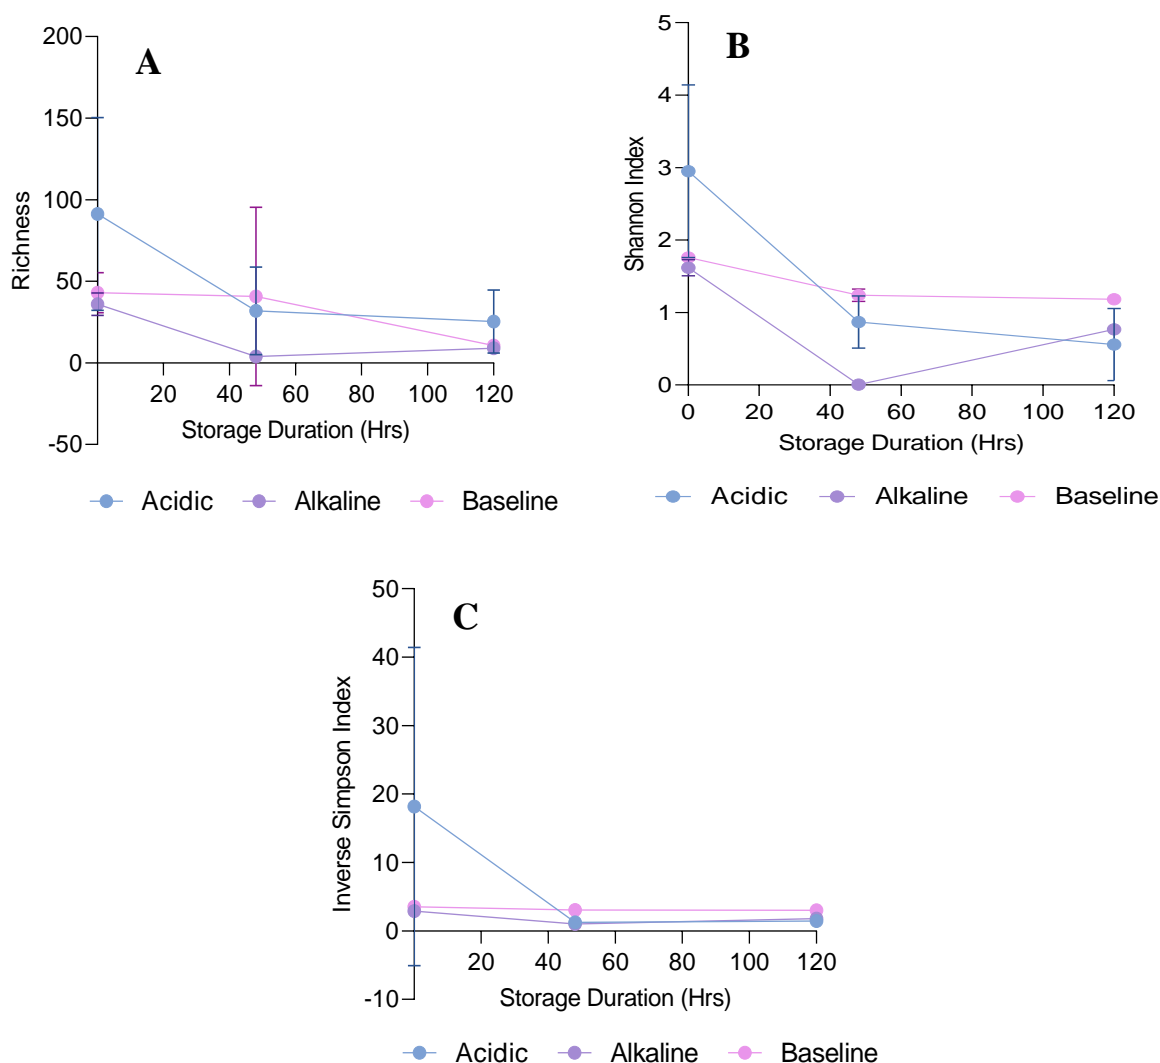 A
200
150
100
50
0
-50
Richness
20 40 60 80 100 120
Storage Duration (Hrs)
Acidic Alkaline Baseline
B
5
4
3
2
1
0
Shannon Index
0 20 40 60 80 100 120
Storage Duration (Hrs)
Acidic Alkaline Baseline
C
50
40
30
20
10
0
-10
Inverse Simpson Index
20 40 60 80 100 120
Storage Duration (Hrs)
Acidic Alkaline Baseline